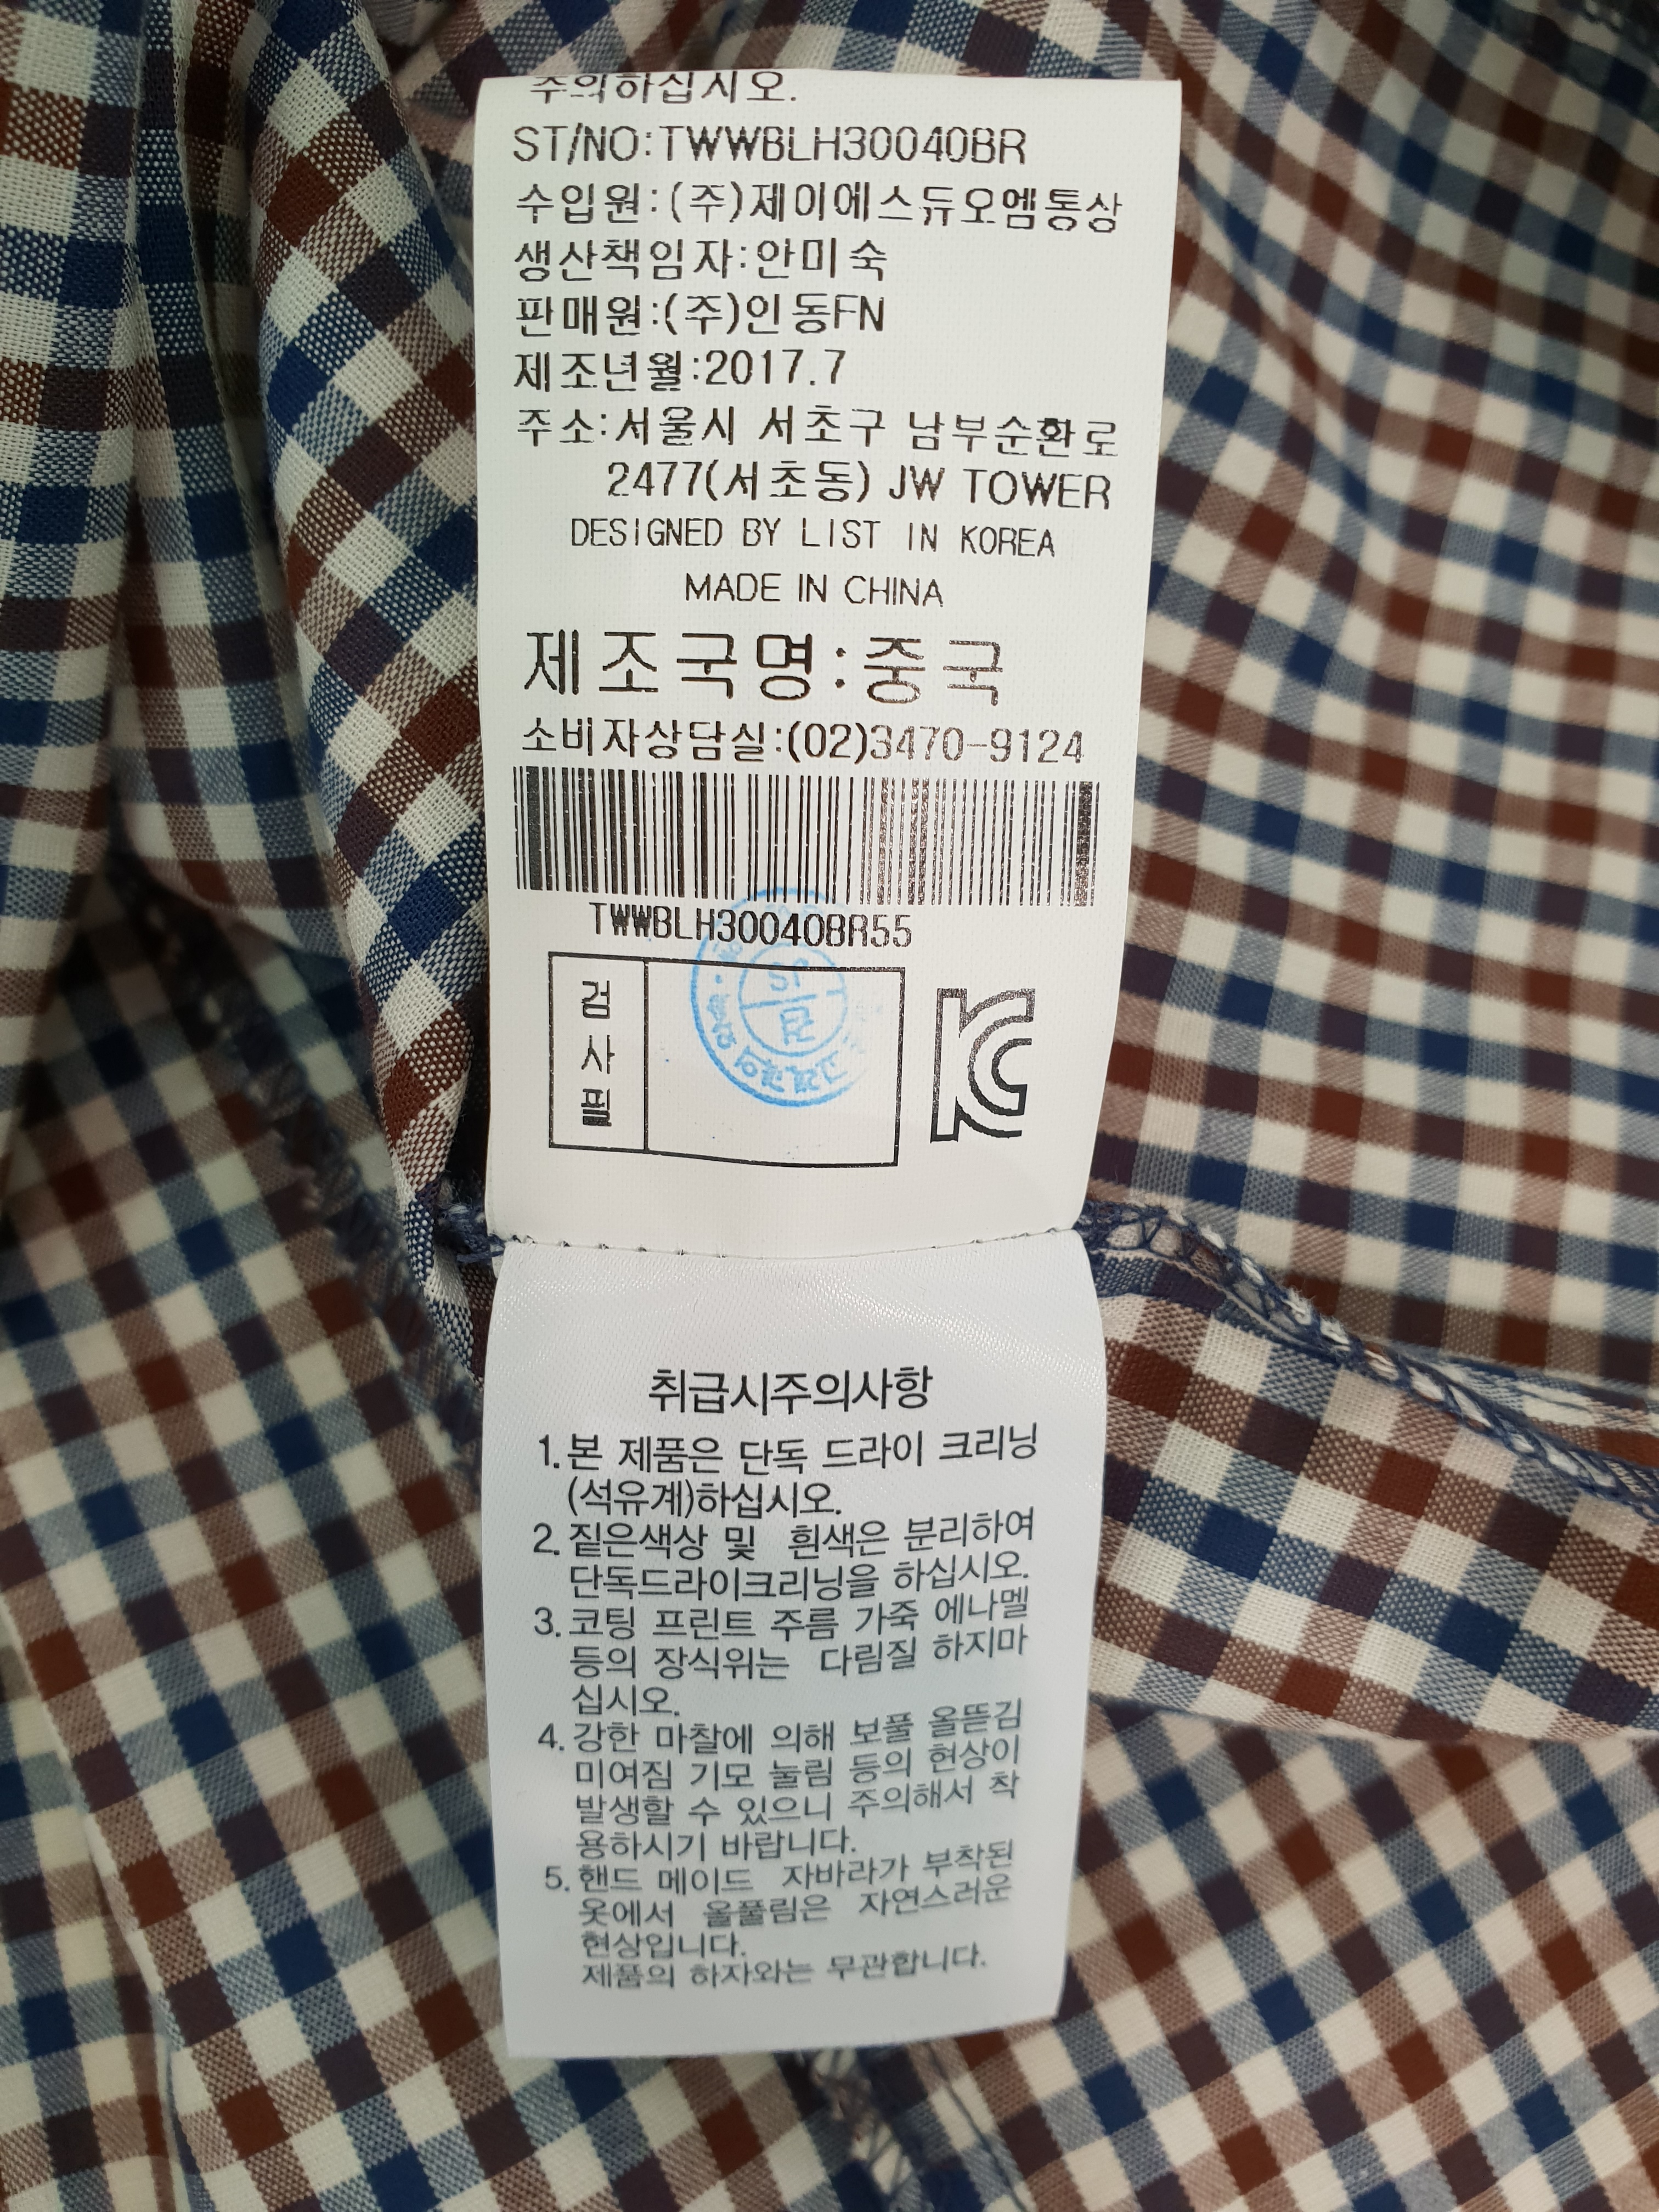 주의하십시오.
ST/NO:TWWBLH30040BR
수입원:(주)제이에스듀오엠통상
생산책임자:안미숙
판매원:(주)인동FN
제조년월:2017.7
주소:서울시 서초구 남부순환로
2477(서초동) JW TOWER
DESIGNED BY LIST IN KOREA
MADE IN CHINA
제조국명:중국
소비자상담실:(02)3470-9124
TWWBLH30040BR55
검
사
필
취급시주의사항
1.본 제품은 단독 드라이 크리닝
(석유계)하십시오.
2.짙은색상 및 흰색은 분리하여
단독드라이크리닝을 하십시오.
3.코팅 프린트 주름 가죽 에나멜
등의 장식위는 다림질 하지마
십시오.
4.강한 마찰에 의해 보풀 올뜯김
미여짐 기모 눌림 등의 현상이
발생할 수 있으니 주의해서 착
용하시기 바랍니다.
5.핸드 메이드 자바라가 부착된
옷에서 올풀림은 자연스러운
현상입니다.
제품의 하자와는 무관합니다.